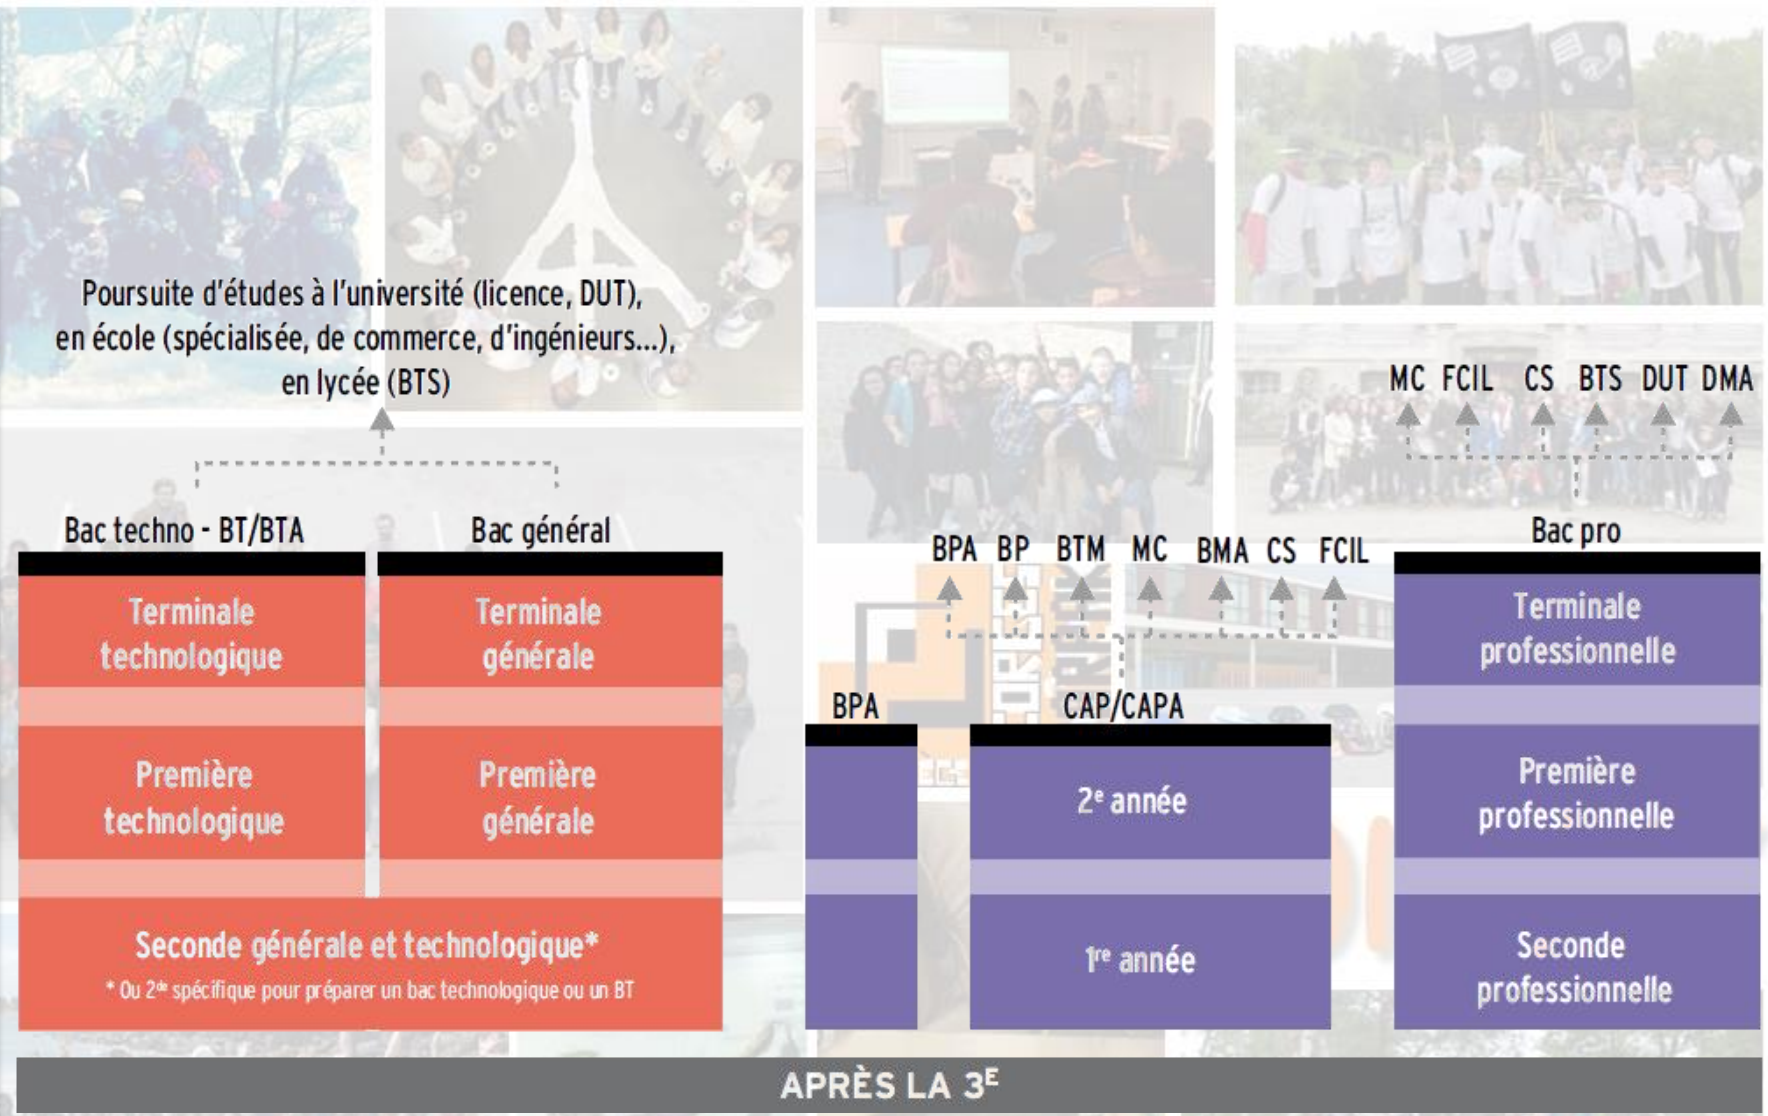 Poursuite d'études à l'université (licence, DUT),
en école (spécialisée, de commerce, d'ingénieurs...),
en lycée (BTS)
MC FCIL CS BTS DUT DMA
Bac techno - BT/BTA
Bac général
Bac pro
BPA BP BTM MC BMA CS FCIL
Terminale
technologique
Terminale
générale
Terminale
professionnelle
BPA
CAP/CAPA
Première
technologique
Première
générale
2e année
Première
professionnelle
Seconde générale et technologique*
* Ou 2de spécifique pour préparer un bac technologique ou un BT
1re année
Seconde
professionnelle
APRÈS LA 3E